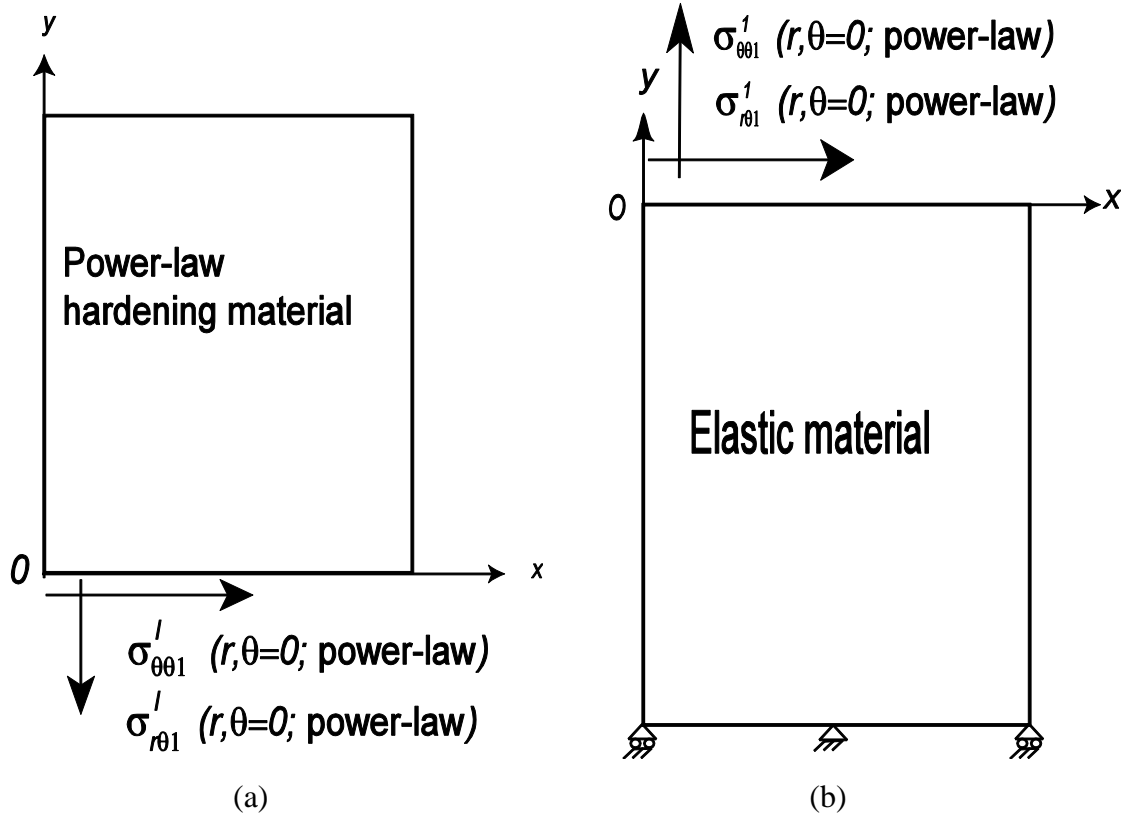 y
Power-law
hardening material
0
x
σ^I_θθ1 (r,θ=0; power-law)
σ^I_rθ1 (r,θ=0; power-law)
(a)
σ^1_θθ1 (r,θ=0; power-law)
y
σ^1_rθ1 (r,θ=0; power-law)
0
x
Elastic material
(b)